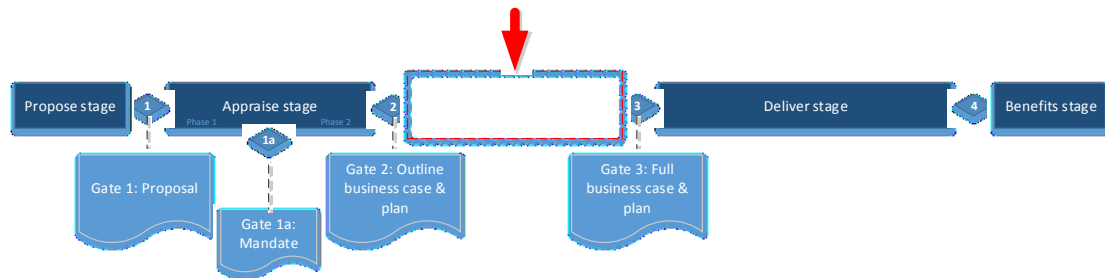 Propose stage
1
Appraise stage
Phase 1
Phase 2
2
3
Deliver stage
4
Benefits stage
1a
Gate 1: Proposal
Gate 1a:
Mandate
Gate 2: Outline
business case &
plan
Gate 3: Full
business case &
plan